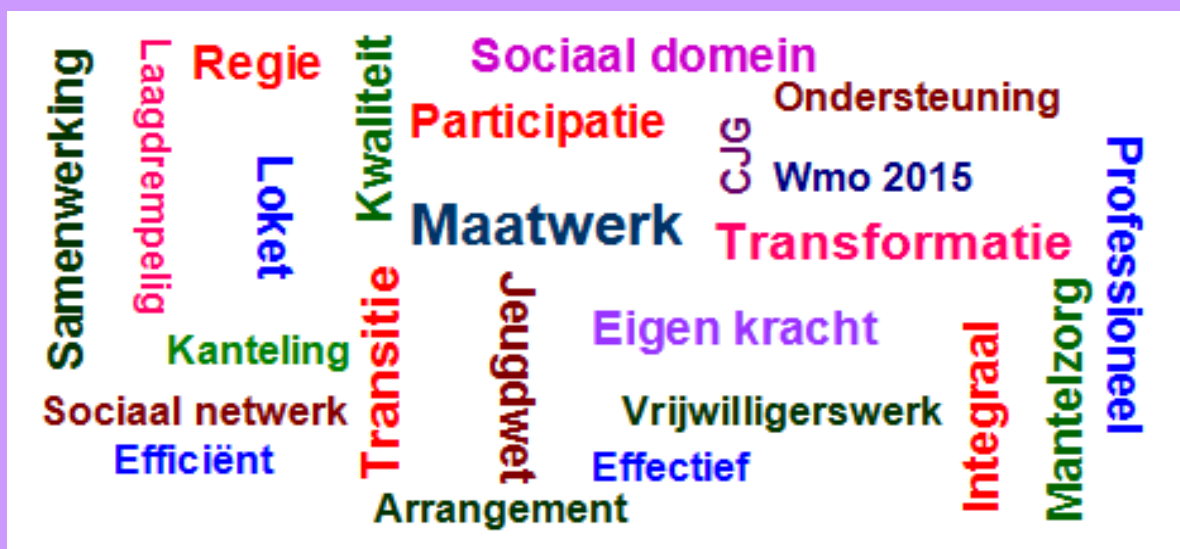 Samenwerking
Laagdrempelig
Regie
Loket
Kwaliteit
Sociaal domein
Participatie
Ondersteuning
CJG
Wmo 2015
Maatwerk
Transformatie
Professioneel
Kanteling
Transitie
Jeugdwet
Eigen kracht
Integraal
Mantelzorg
Sociaal netwerk
Vrijwilligerswerk
Efficiënt
Effectief
Arrangement